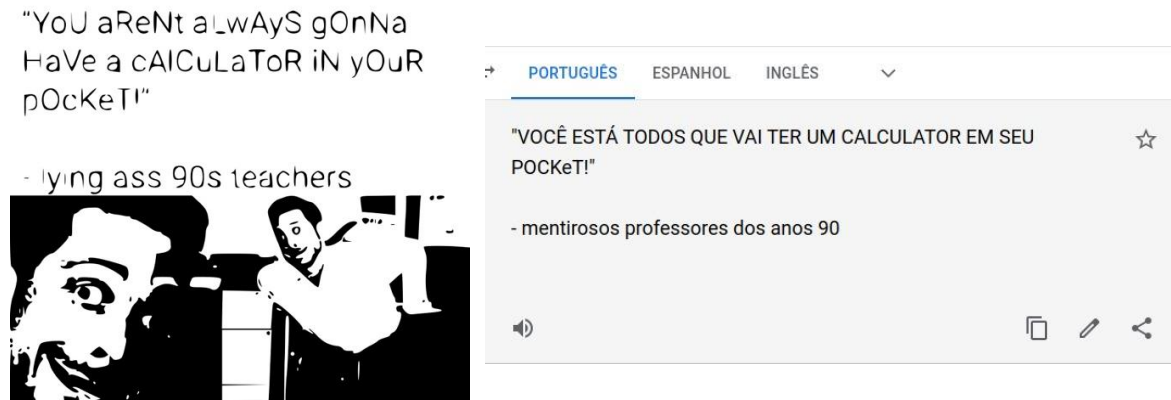 "YoU aReNt aLwAyS gOnNa
HaVe a cAlCuLaToR iN yOuR
pOcKeT!"
- lying ass 90s teachers
PORTUGUÊS ESPANHOL INGLÊS
"VOCÊ ESTÁ TODOS QUE VAI TER UM CALCULATOR EM SEU
POCKeT!"
- mentirosos professores dos anos 90